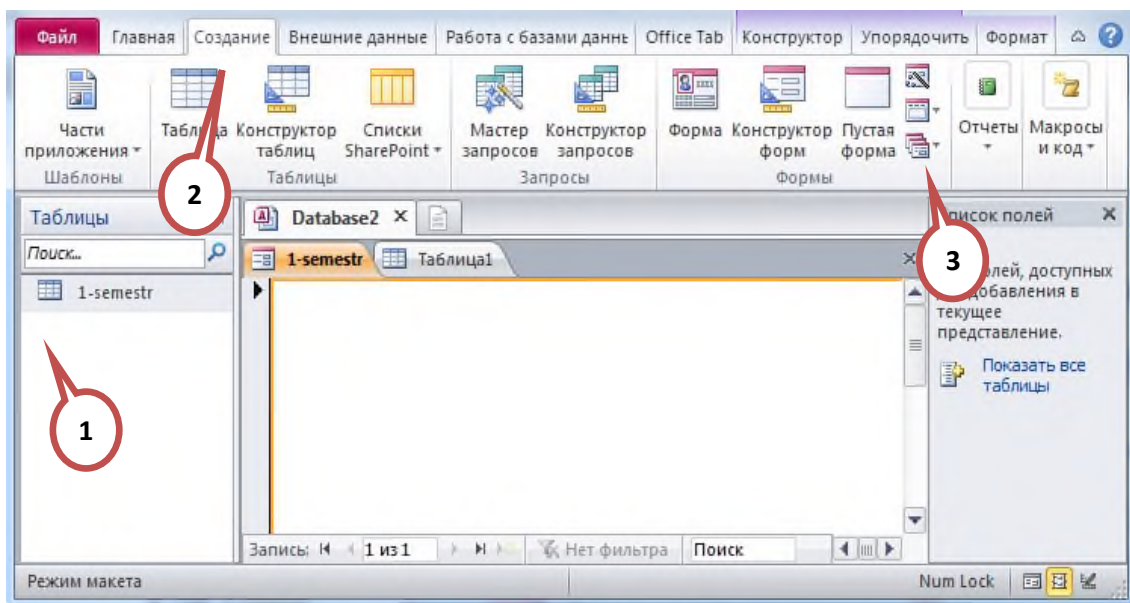 Файл Главная Создание Внешние данные Работа с базами даннь Office Tab Конструктор Упорядочить Формат
Части приложения
Таблица
Конструктор таблиц
Списки SharePoint
Мастер запросов
Конструктор запросов
Форма
Конструктор форм
Пустая форма
Отчеты
Макросы и код
Шаблоны Таблицы Запросы Формы
2
3
Таблицы
Поиск...
1-semestr
1
Database2
1-semestr Таблица1
полей
доступных
добавления в
текущее
представление.
Показать все
таблицы
Запись: 1 из 1 Нет фильтра Поиск
Режим макета Num Lock